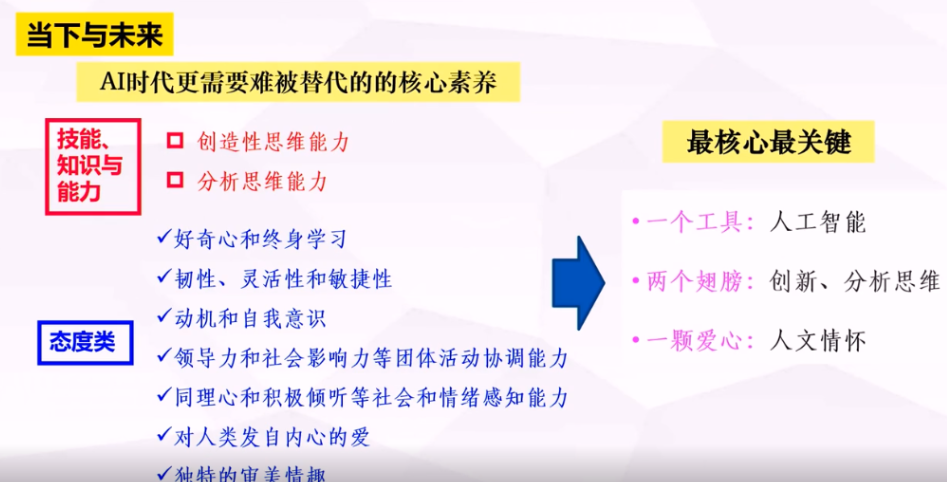 当下与未来
AI时代更需要难被替代的的核心素养
技能、
知识与
能力
创造性思维能力
分析思维能力
态度类
好奇心和终身学习
韧性、灵活性和敏捷性
动机和自我意识
领导力和社会影响力等团体活动协调能力
同理心和积极倾听等社会和情绪感知能力
对人类发自内心的爱
独特的审美情趣
最核心最关键
一个工具：人工智能
两个翅膀：创新、分析思维
一颗爱心：人文情怀